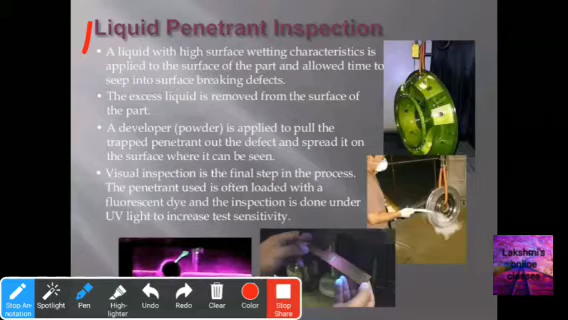 Liquid Penetrant Inspection
• A liquid with high surface wetting characteristics is
applied to the surface of the part and allowed time to
seep into surface breaking defects.
• The excess liquid is removed from the surface of
the part.
• A developer (powder) is applied to pull the
trapped penetrant out the defect and spread it on
the surface where it can be seen.
• Visual inspection is the final step in the process.
The penetrant used is often loaded with a
fluorescent dye and the inspection is done under
UV light to increase test sensitivity.
Lakshmi's
online
classes
Stop An-
notation
Spotlight
Pen
High-
lighter
Undo
Redo
Clear
Color
Stop
Share